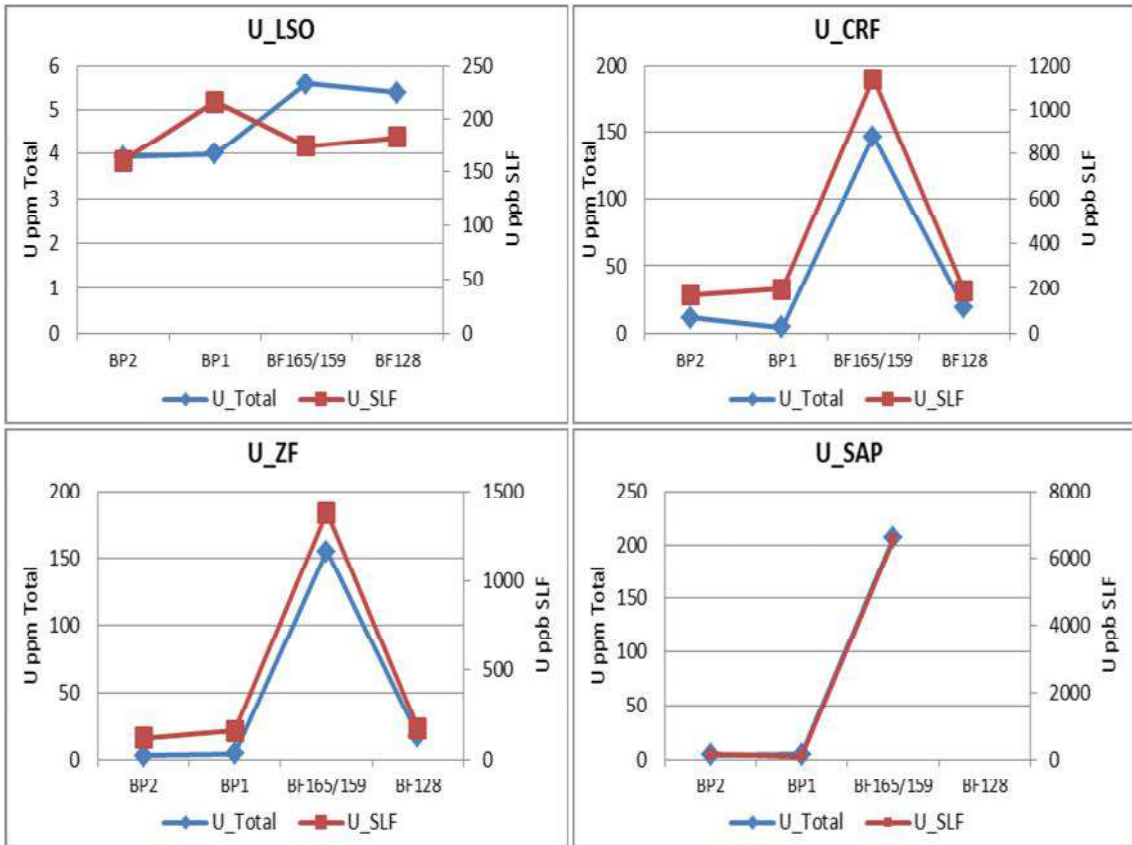 U_LSO
U ppm Total
6
5
4
3
2
1
0
250
200
150
100
50
0
U ppb SLF
BP2 BP1 BF165/159 BF128
U_Total U_SLF
U_CRF
U ppm Total
200
150
100
50
0
1200
1000
800
600
400
200
0
U ppb SLF
BP2 BP1 BF165/159 BF128
U_Total U_SLF
U_ZF
U ppm Total
200
150
100
50
0
1500
1000
500
0
U ppb SLF
BP2 BP1 BF165/159 BF128
U_Total U_SLF
U_SAP
U ppm Total
250
200
150
100
50
0
8000
6000
4000
2000
0
U ppb SLF
BP2 BP1 BF165/159 BF128
U_Total U_SLF